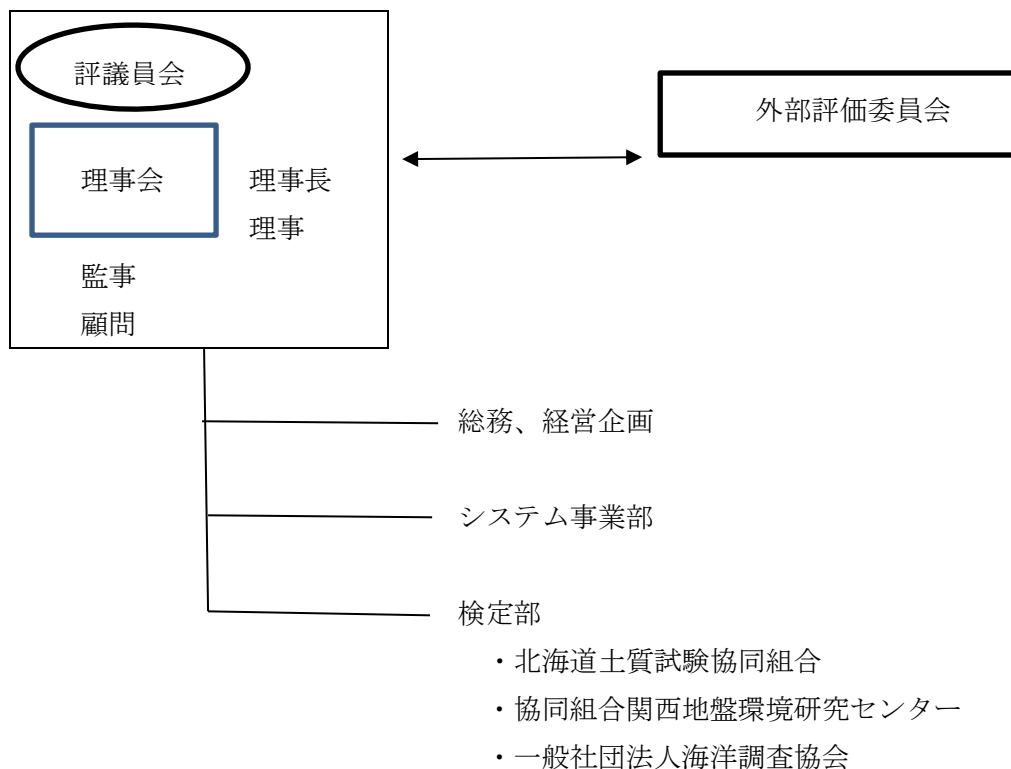 評議員会
外部評価委員会
理事会
理事長
理事
監事
顧問
総務、経営企画
システム事業部
検定部
・北海道土質試験協同組合
・協同組合関西地盤環境研究センター
・一般社団法人海洋調査協会